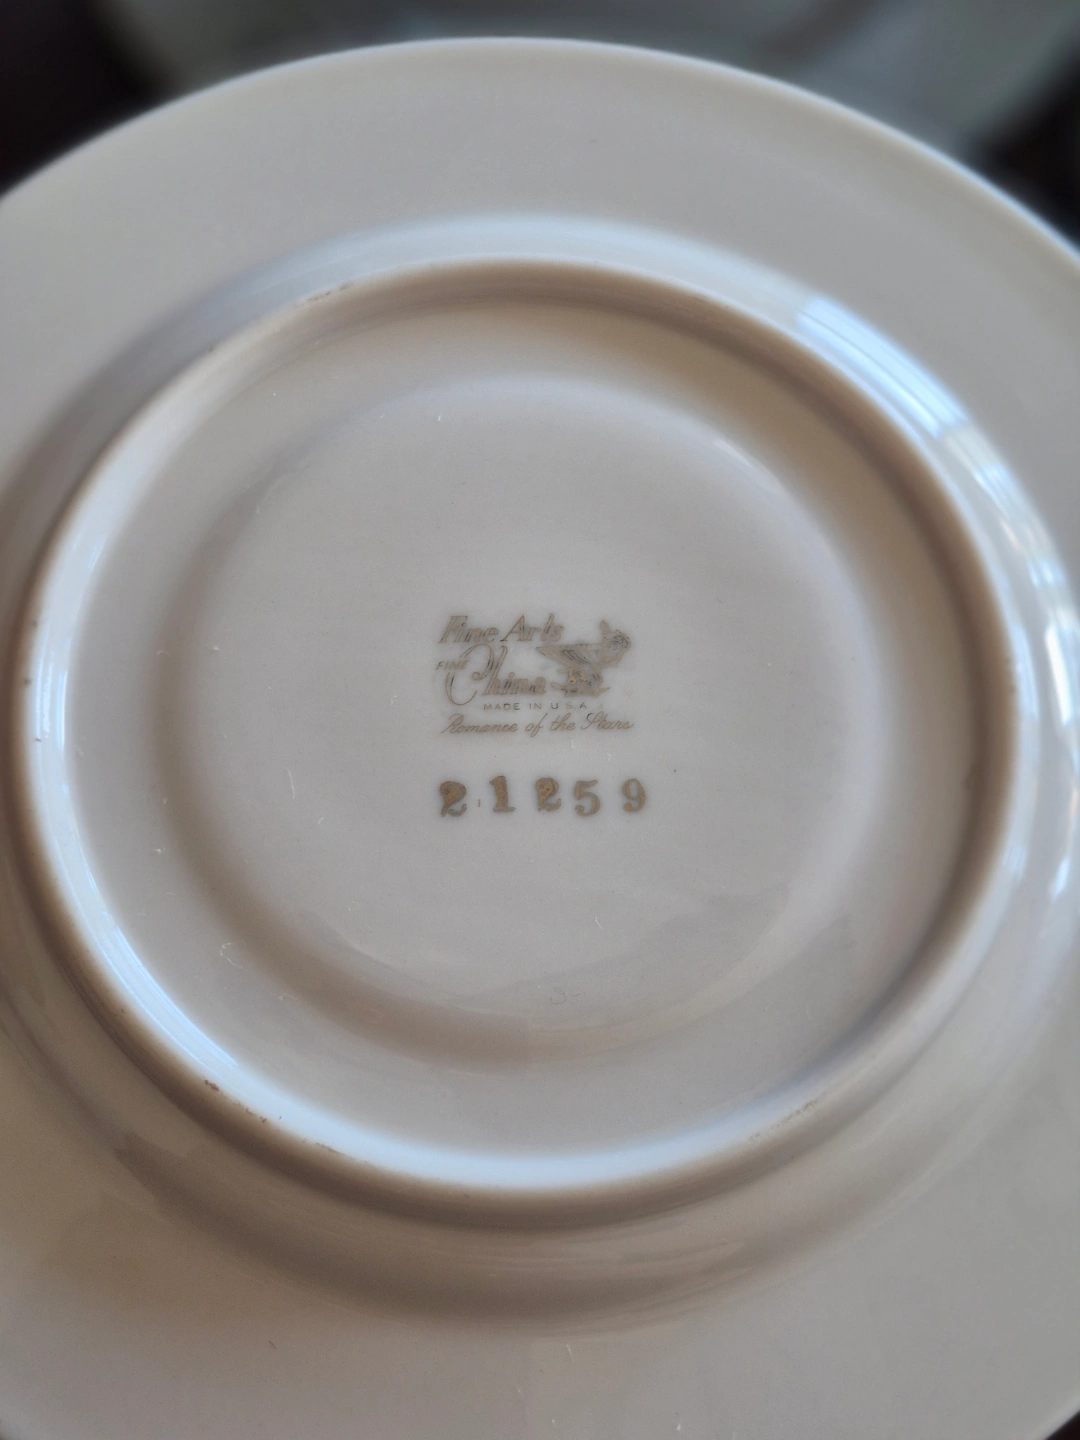 Fine Arts
FINE China
MADE IN U.S.A.
Romance of the Stars
21259